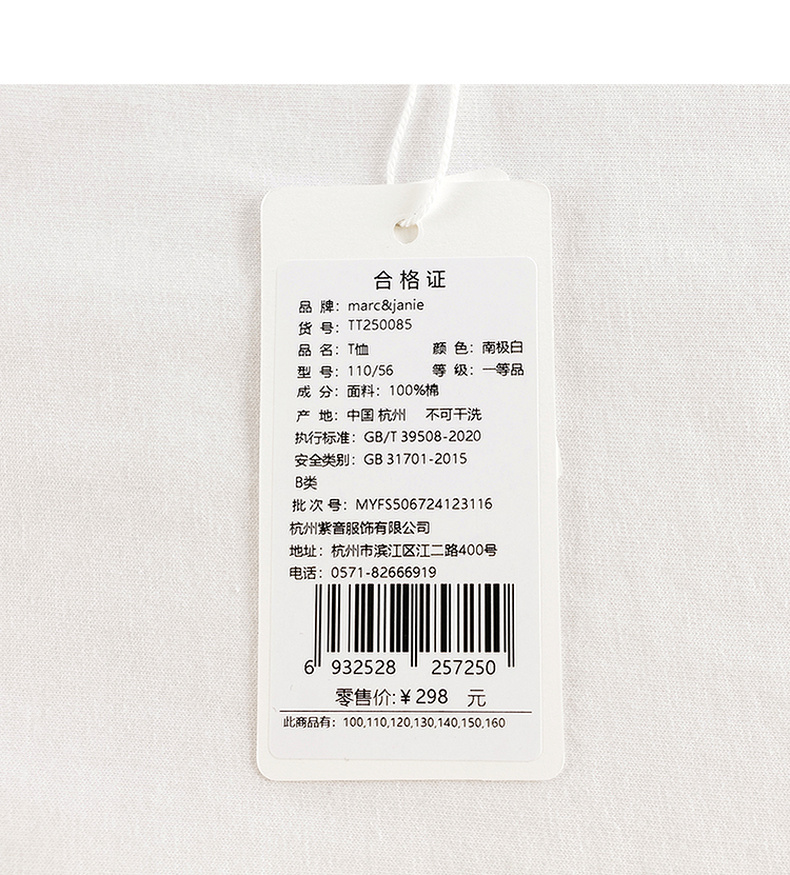 合格证
品 牌：marc&janie
货 号：TT250085
品 名：T恤 颜 色：南极白
型 号：110/56 等 级：一等品
成 分：面料：100%棉
产 地：中国 杭州 不可干洗
执行标准：GB/T 39508-2020
安全类别：GB 31701-2015
B类
批 次 号：MYFS506724123116
杭州紫音服饰有限公司
地址：杭州市滨江区江二路400号
电话：0571-82666919
6 932528 257250
零售价:￥298 元
此商品有：100,110,120,130,140,150,160